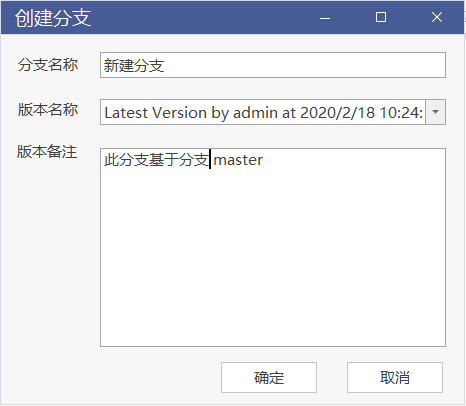 创建分支
分支名称
新建分支
版本名称
Latest Version by admin at 2020/2/18 10:24:
版本备注
此分支基于分支 master
确定
取消